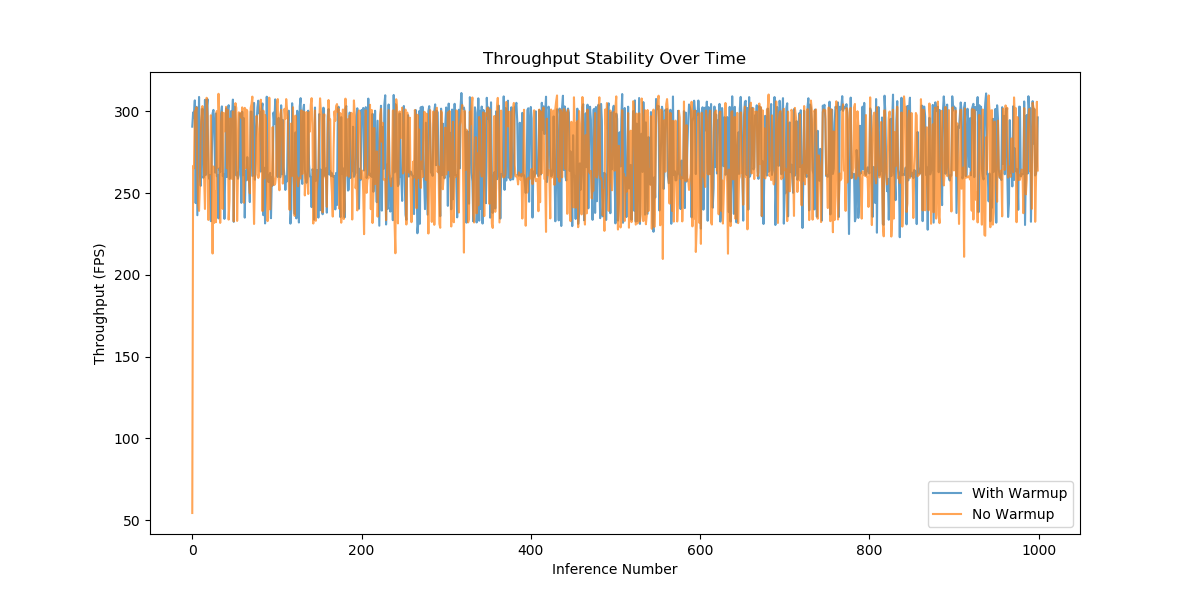 Throughput Stability Over Time
300
250
200
150
100
50
Throughput (FPS)
0 200 400 600 800 1000
Inference Number
With Warmup
No Warmup